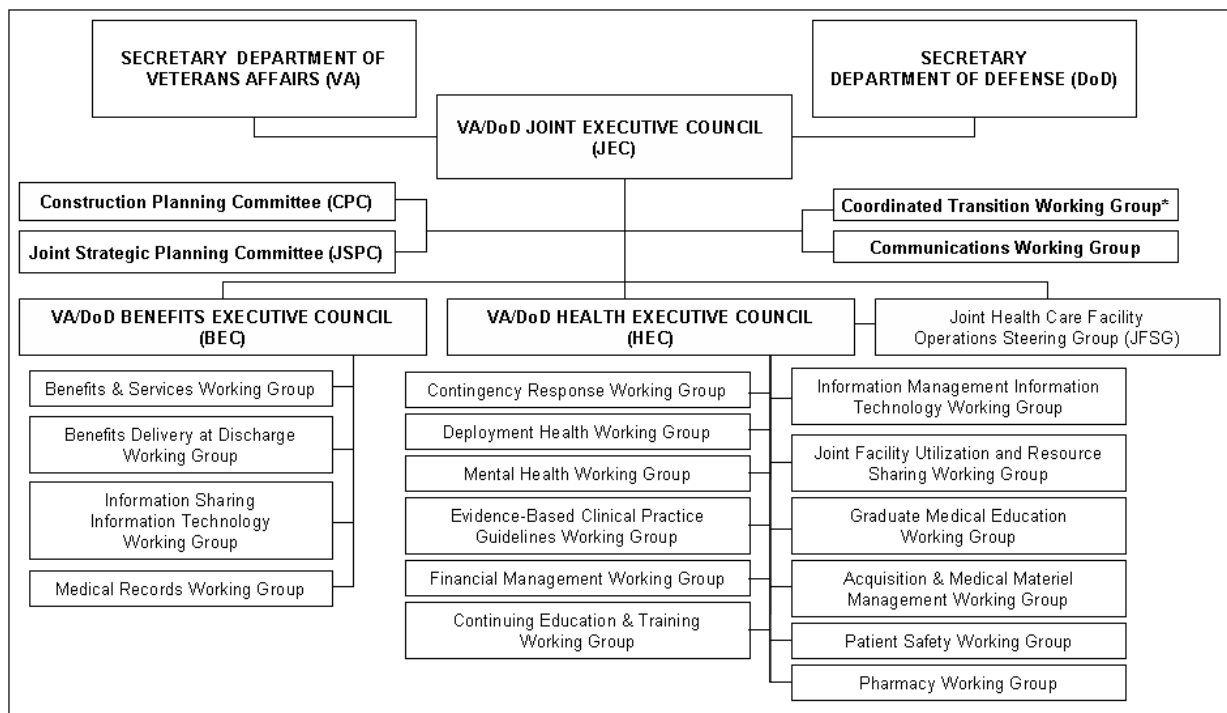 SECRETARY DEPARTMENT OF
VETERANS AFFAIRS (VA)
SECRETARY
DEPARTMENT OF DEFENSE (DoD)
VA/DoD JOINT EXECUTIVE COUNCIL
(JEC)
Construction Planning Committee (CPC)
Joint Strategic Planning Committee (JSPC)
Coordinated Transition Working Group*
Communications Working Group
VA/DoD BENEFITS EXECUTIVE COUNCIL
(BEC)
VA/DoD HEALTH EXECUTIVE COUNCIL
(HEC)
Joint Health Care Facility
Operations Steering Group (JFSG)
Benefits & Services Working Group
Benefits Delivery at Discharge
Working Group
Information Sharing
Information Technology
Working Group
Medical Records Working Group
Contingency Response Working Group
Deployment Health Working Group
Mental Health Working Group
Evidence-Based Clinical Practice
Guidelines Working Group
Financial Management Working Group
Continuing Education & Training
Working Group
Information Management Information
Technology Working Group
Joint Facility Utilization and Resource
Sharing Working Group
Graduate Medical Education
Working Group
Acquisition & Medical Materiel
Management Working Group
Patient Safety Working Group
Pharmacy Working Group